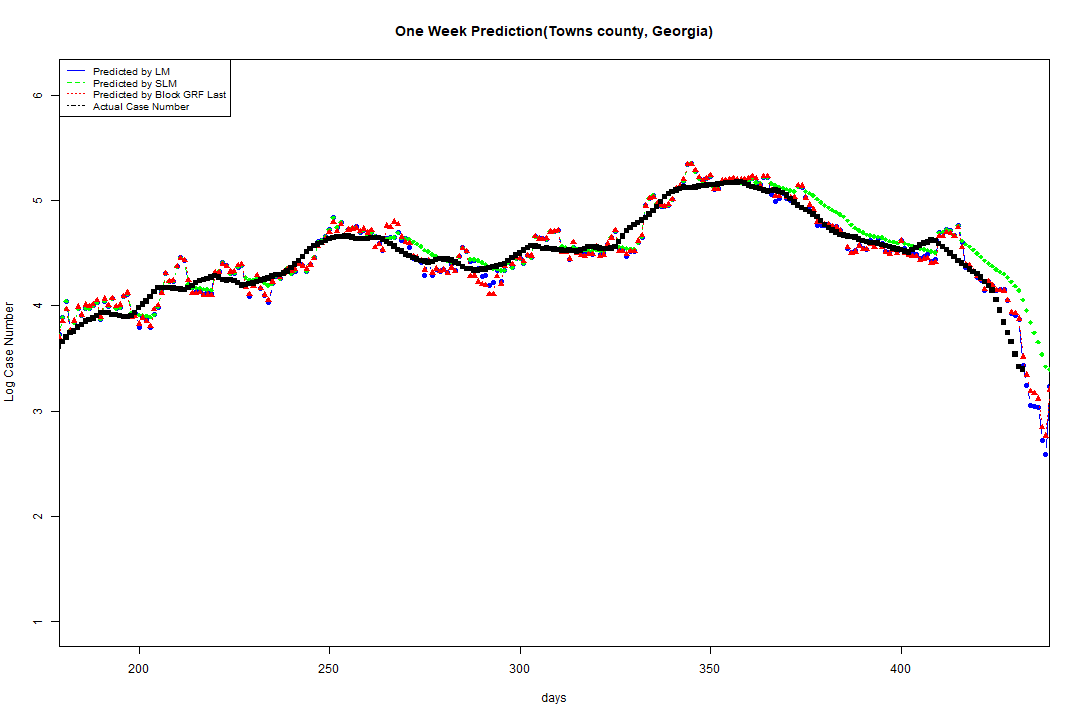 One Week Prediction(Towns county, Georgia)
Predicted by LM
Predicted by SLM
Predicted by Block GRF Last
Actual Case Number
6
5
4
3
2
1
Log Case Number
200
250
300
350
400
days